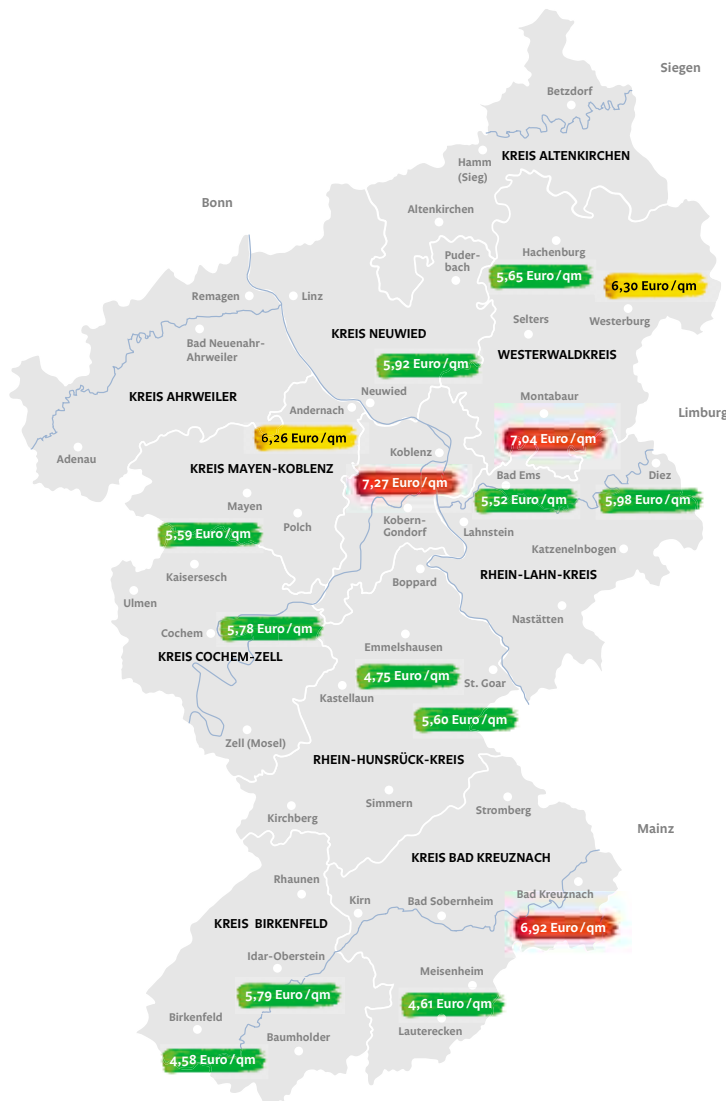 Siegen
Betzdorf
KREIS ALTENKIRCHEN
Hamm
(Sieg)
Bonn
Altenkirchen
Hachenburg
Puder-
bach
5,65 Euro/qm
6,30 Euro/qm
Remagen
Linz
Selters
Westerburg
KREIS NEUWIED
Bad Neuenahr-
Ahrweiler
WESTERWALDKREIS
5,92 Euro/qm
KREIS AHRWEILER
Neuwied
Montabaur
Andernach
Limburg
6,26 Euro/qm
7,04 Euro/qm
Adenau
Koblenz
KREIS MAYEN-KOBLENZ
Bad Ems
Diez
7,27 Euro/qm
5,52 Euro/qm
5,98 Euro/qm
Mayen
Polch
Kobern-
Gondorf
Lahnstein
5,59 Euro/qm
Katzenelnbogen
Kaisersesch
Boppard
RHEIN-LAHN-KREIS
Ulmen
Nastätten
Cochem
5,78 Euro/qm
Emmelshausen
KREIS COCHEM-ZELL
4,75 Euro/qm
St. Goar
Kastellaun
5,60 Euro/qm
Zell (Mosel)
RHEIN-HUNSRÜCK-KREIS
Simmern
Stromberg
Kirchberg
Mainz
KREIS BAD KREUZNACH
Rhaunen
Bad Kreuznach
Kirn
Bad Sobernheim
KREIS BIRKENFELD
6,92 Euro/qm
Idar-Oberstein
Meisenheim
5,79 Euro/qm
4,61 Euro/qm
Birkenfeld
Lauterecken
Baumholder
4,58 Euro/qm